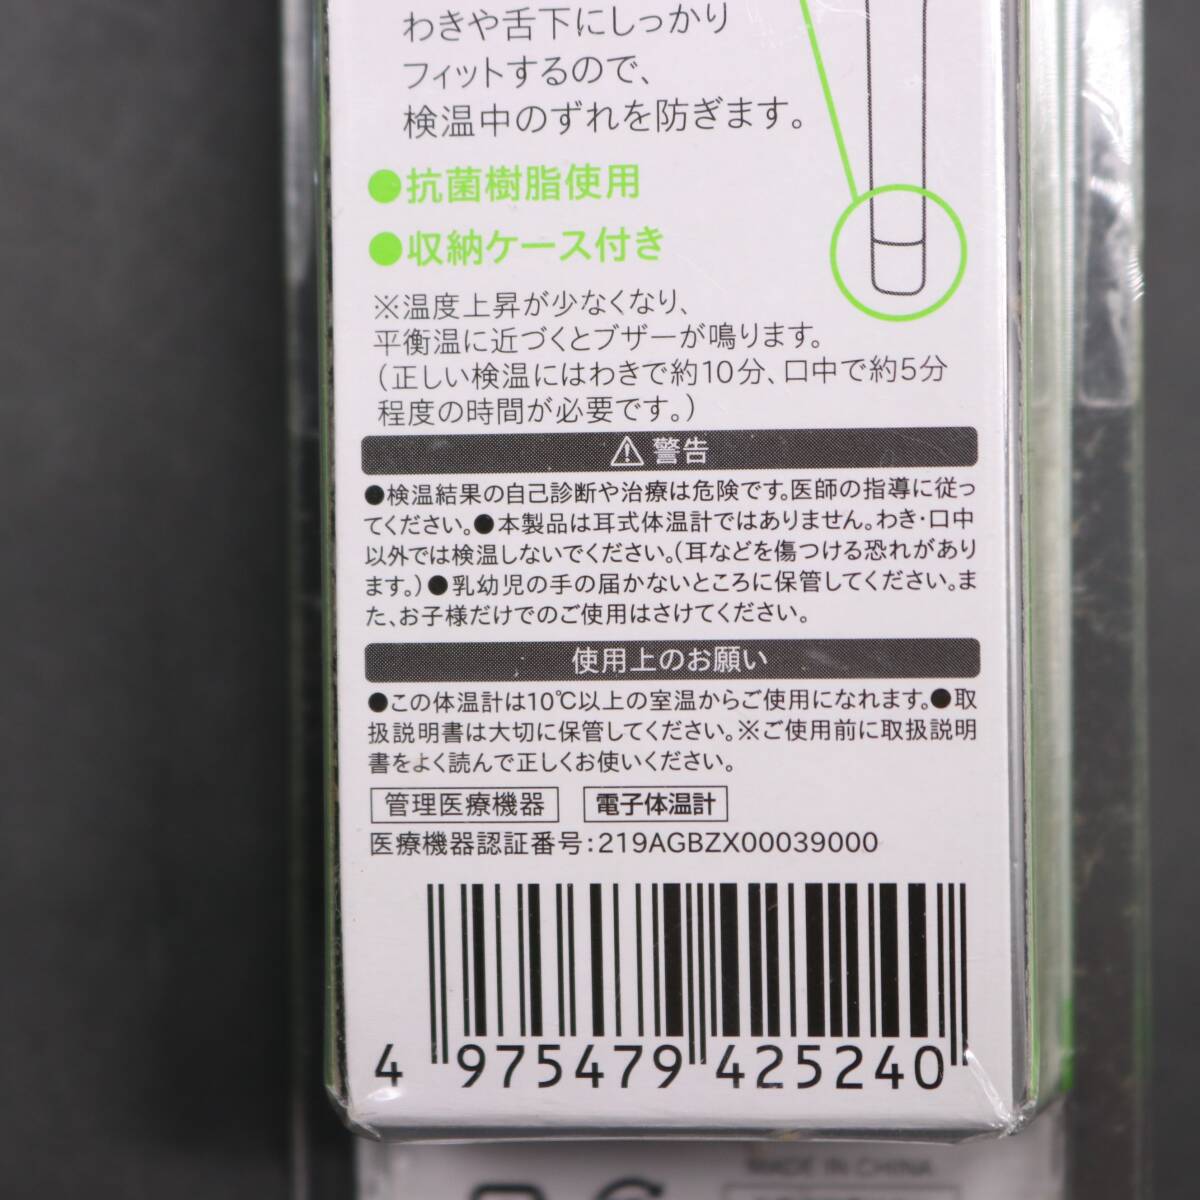 わきや舌下にしっかり
フィットするので、
検温中のずれを防ぎます。
●抗菌樹脂使用
●収納ケース付き
※温度上昇が少なくなり、
平衡温に近づくとブザーが鳴ります。
(正しい検温にはわきで約10分、口中で約5分
程度の時間が必要です。)
警告
●検温結果の自己診断や治療は危険です。医師の指導に従っ
てください。●本製品は耳式体温計ではありません。わき・口中
以外では検温しないでください。(耳などを傷つける恐れがあり
ます。)●乳幼児の手の届かないところに保管してください。ま
た、お子様だけでのご使用はさけてください。
使用上のお願い
●この体温計は10℃以上の室温からご使用になれます。●取
扱説明書は大切に保管してください。※ご使用前に取扱説明
書をよく読んで正しくお使いください。
管理医療機器 電子体温計
医療機器認証番号:219AGBZX00039000
4 975479 425240
MADE IN CHINA